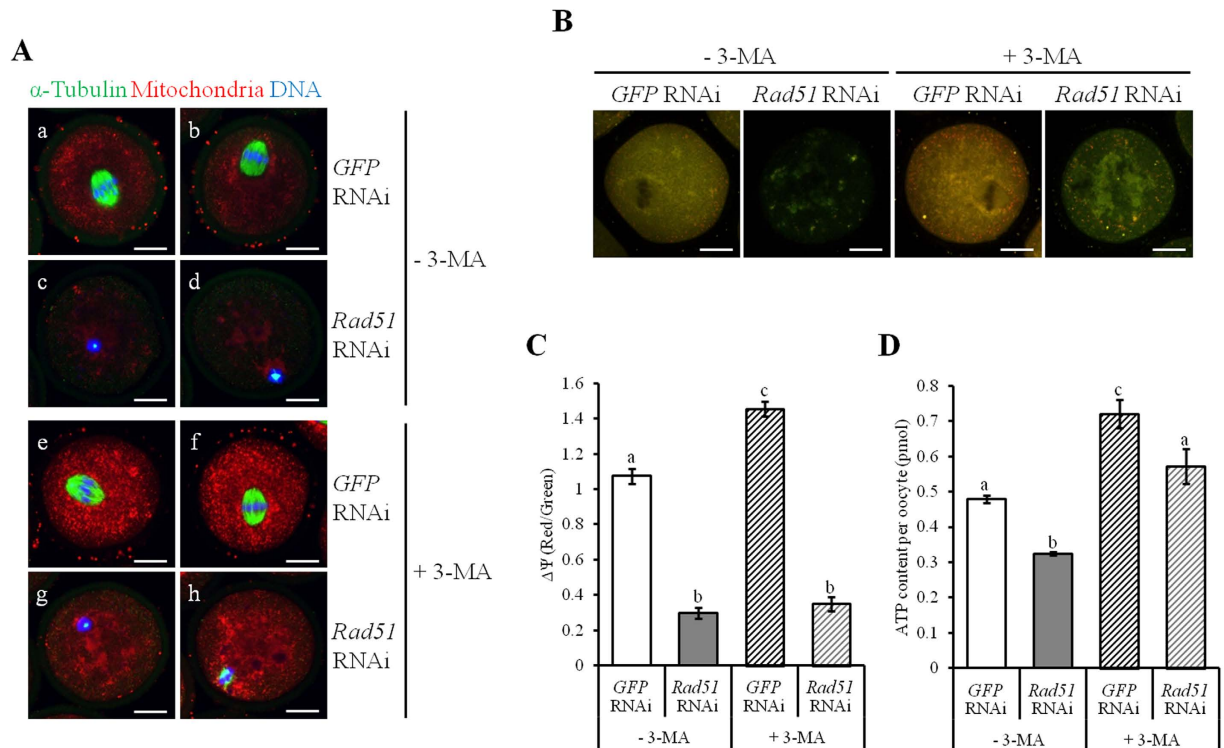 A
α-Tubulin Mitochondria DNA
a
b
GFP
RNAi
c
d
Rad51
RNAi
- 3-MA
e
f
GFP
RNAi
g
h
Rad51
RNAi
+ 3-MA
B
- 3-MA
+ 3-MA
GFP RNAi
Rad51 RNAi
GFP RNAi
Rad51 RNAi
C
ΔΨ (Red/Green)
1.6
1.4
1.2
1
0.8
0.6
0.4
0.2
0
a
b
c
b
GFP
RNAi
Rad51
RNAi
GFP
RNAi
Rad51
RNAi
- 3-MA
+ 3-MA
D
ATP content per oocyte (pmol)
0.8
0.7
0.6
0.5
0.4
0.3
0.2
0.1
0
a
b
c
a
GFP
RNAi
Rad51
RNAi
GFP
RNAi
Rad51
RNAi
- 3-MA
+ 3-MA